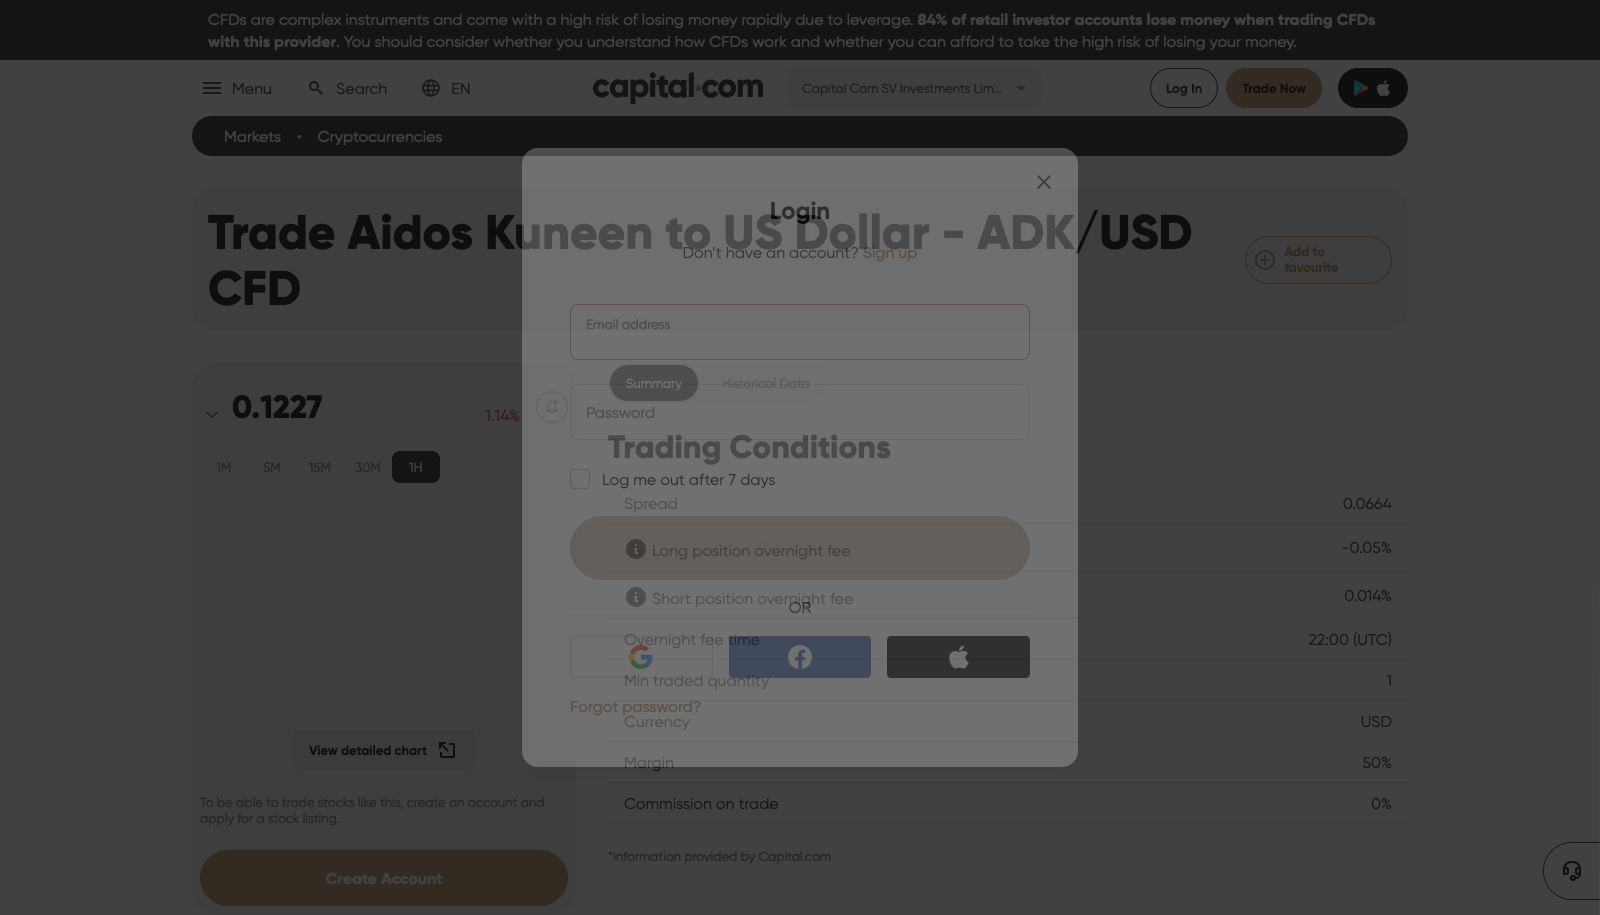 CFDs are complex instruments and come with a high risk of losing money rapidly due to leverage. 84% of retail investor accounts lose money when trading CFDs
with this provider. You should consider whether you understand how CFDs work and whether you can afford to take the high risk of losing your money.
Menu
Search
EN
capital.com
Capital Com SV Investments Lim...
Log In
Trade Now
Markets • Cryptocurrencies
Login
Don't have an account? Sign up
Email address
Password
Log me out after 7 days
OR
Forgot password?
Trade Aidos Kuneen to US Dollar - ADK/USD
CFD
Add to
favourite
0.1227
1.14%
1M
5M
15M
30M
1H
View detailed chart
To be able to trade stocks like this, create an account and
apply for a stock listing.
Create Account
Summary
Historical Data
Trading Conditions
Spread 0.0664
Long position overnight fee -0.05%
Short position overnight fee 0.014%
Overnight fee time 22:00 (UTC)
Min traded quantity 1
Currency USD
Margin 50%
Commission on trade 0%
*Information provided by Capital.com